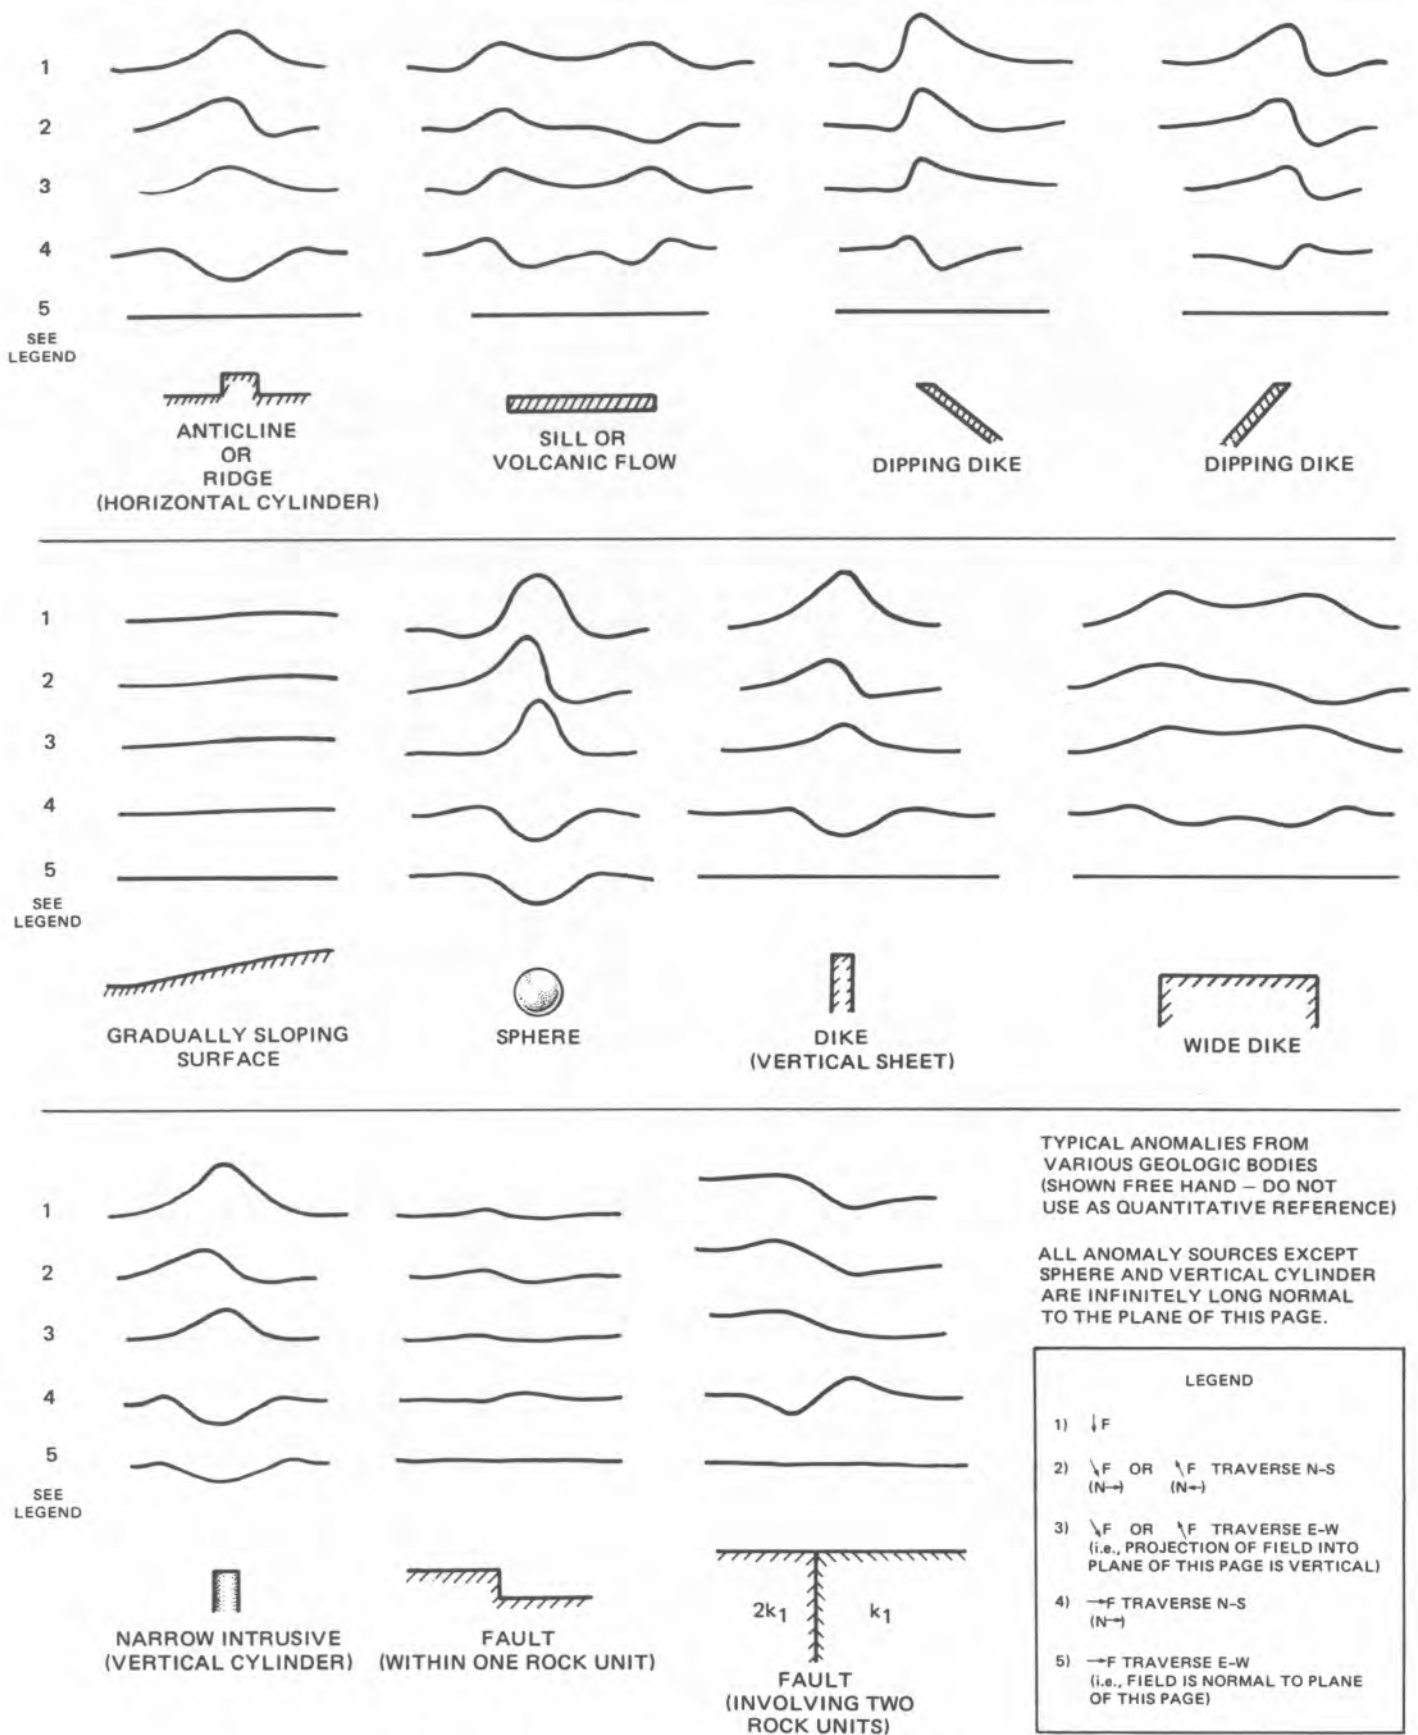 1
2
3
4
5
SEE
LEGEND
ANTICLINE
OR
RIDGE
(HORIZONTAL CYLINDER)
SILL OR
VOLCANIC FLOW
DIPPING DIKE
DIPPING DIKE
1
2
3
4
5
SEE
LEGEND
GRADUALLY SLOPING
SURFACE
SPHERE
DIKE
(VERTICAL SHEET)
WIDE DIKE
1
2
3
4
5
SEE
LEGEND
NARROW INTRUSIVE
(VERTICAL CYLINDER)
FAULT
(WITHIN ONE ROCK UNIT)
2k₁ k₁
FAULT
(INVOLVING TWO
ROCK UNITS)
TYPICAL ANOMALIES FROM
VARIOUS GEOLOGIC BODIES
(SHOWN FREE HAND — DO NOT
USE AS QUANTITATIVE REFERENCE)
ALL ANOMALY SOURCES EXCEPT
SPHERE AND VERTICAL CYLINDER
ARE INFINITELY LONG NORMAL
TO THE PLANE OF THIS PAGE.
LEGEND
1) ↓F
2) ↘F OR ↖F TRAVERSE N-S
(N→) (N←)
3) ↘F OR ↖F TRAVERSE E-W
(i.e., PROJECTION OF FIELD INTO
PLANE OF THIS PAGE IS VERTICAL)
4) →F TRAVERSE N-S
(N→)
5) →F TRAVERSE E-W
(i.e., FIELD IS NORMAL TO PLANE
OF THIS PAGE)